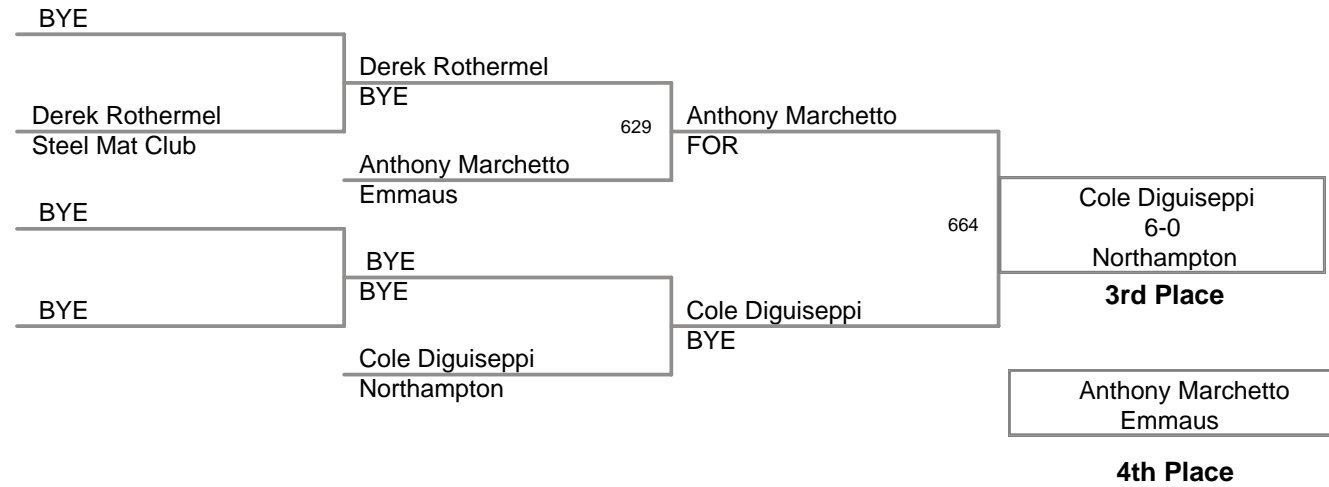 BYE
Derek Rothermel
BYE
Derek Rothermel
Steel Mat Club
629
Anthony Marchetto
FOR
Anthony Marchetto
Emmaus
BYE
664
Cole Diguiseppi
6-0
Northampton
BYE
BYE
3rd Place
BYE
Cole Diguiseppi
BYE
Cole Diguiseppi
Northampton
Anthony Marchetto
Emmaus
4th Place